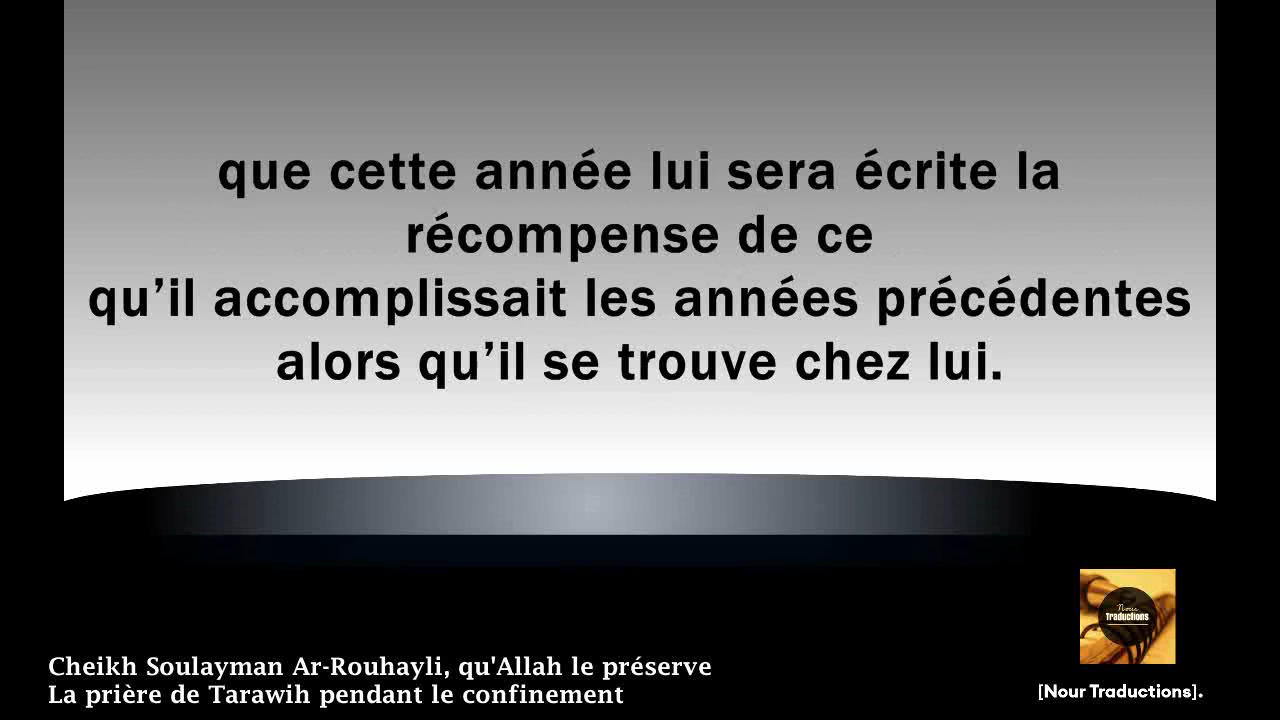 que cette année lui sera écrite la
récompense de ce
qu’il accomplissait les années précédentes
alors qu’il se trouve chez lui.
Nour
Traductions
Cheikh Soulayman Ar-Rouhayli, qu'Allah le préserve
La prière de Tarawih pendant le confinement
[Nour Traductions].